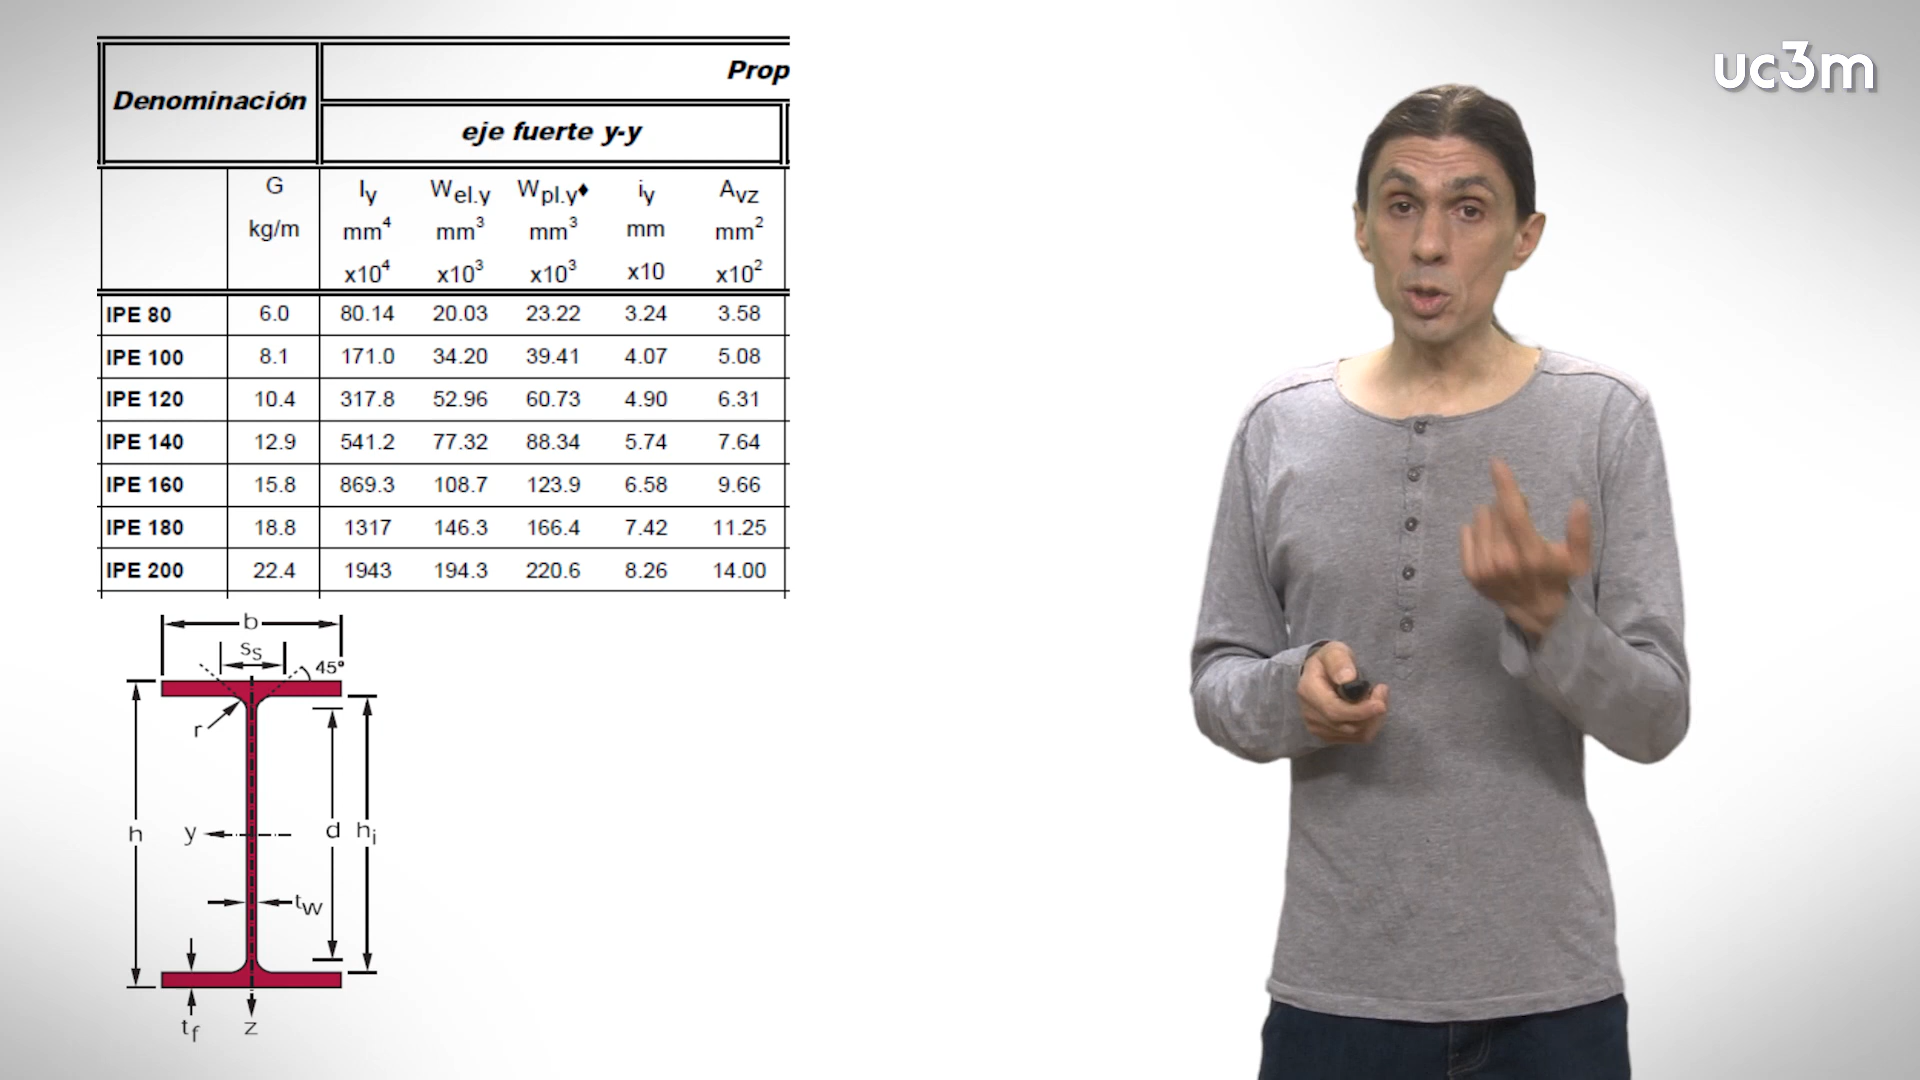 uc3m
Prop
Denominación
eje fuerte y-y
G Iy Wel.y Wpl.y♦ iy Avz
kg/m mm⁴ mm³ mm³ mm mm²
x10⁴ x10³ x10³ x10 x10²
IPE 80 6.0 80.14 20.03 23.22 3.24 3.58
IPE 100 8.1 171.0 34.20 39.41 4.07 5.08
IPE 120 10.4 317.8 52.96 60.73 4.90 6.31
IPE 140 12.9 541.2 77.32 88.34 5.74 7.64
IPE 160 15.8 869.3 108.7 123.9 6.58 9.66
IPE 180 18.8 1317 146.3 166.4 7.42 11.25
IPE 200 22.4 1943 194.3 220.6 8.26 14.00
b
ss
45°
r
h y d hi
tw
tf z